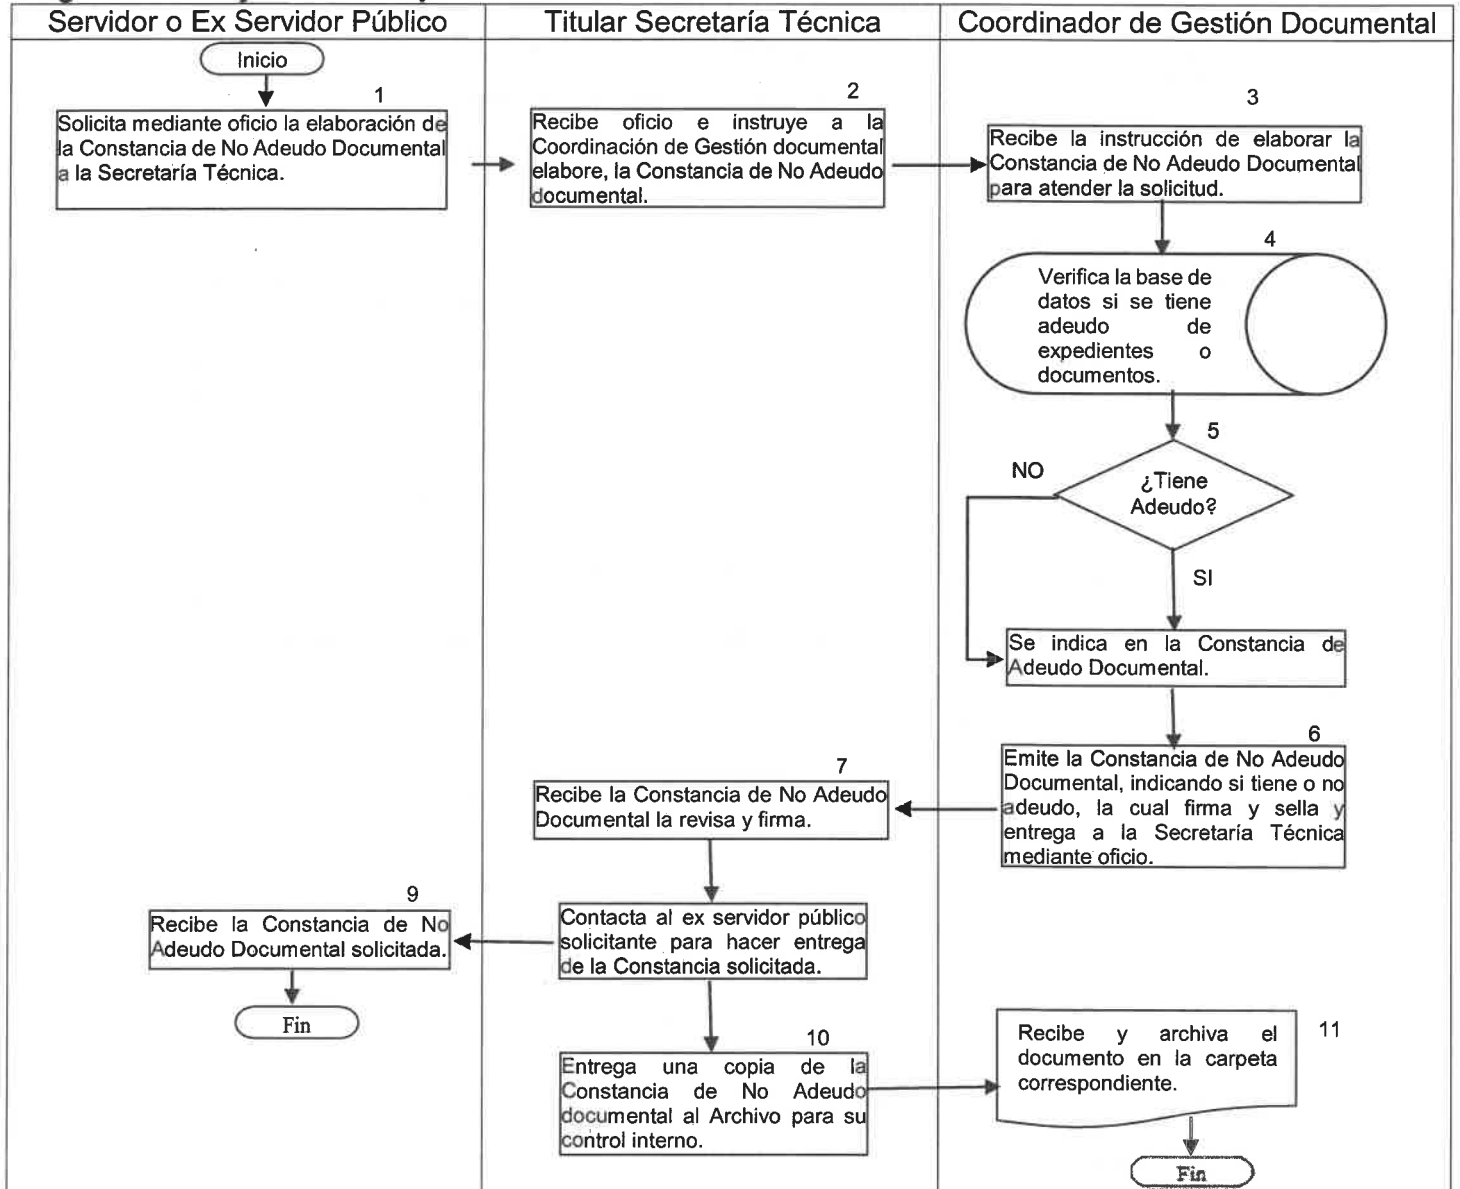 Servidor o Ex Servidor Público
Titular Secretaría Técnica
Coordinador de Gestión Documental
Inicio
1
Solicita mediante oficio la elaboración de
la Constancia de No Adeudo Documental
a la Secretaría Técnica.
2
Recibe oficio e instruye a la
Coordinación de Gestión documental
elabore, la Constancia de No Adeudo
documental.
3
Recibe la instrucción de elaborar la
Constancia de No Adeudo Documental
para atender la solicitud.
4
Verifica la base de
datos si se tiene
adeudo de
expedientes o
documentos.
5
¿Tiene
Adeudo?
NO
SI
Se indica en la Constancia de
Adeudo Documental.
6
Emite la Constancia de No Adeudo
Documental, indicando si tiene o no
adeudo, la cual firma y sella y
entrega a la Secretaría Técnica
mediante oficio.
7
Recibe la Constancia de No Adeudo
Documental la revisa y firma.
Contacta al ex servidor público
solicitante para hacer entrega
de la Constancia solicitada.
9
Recibe la Constancia de No
Adeudo Documental solicitada.
Fin
10
Entrega una copia de la
Constancia de No Adeudo
documental al Archivo para su
control interno.
11
Recibe y archiva el
documento en la carpeta
correspondiente.
Fin